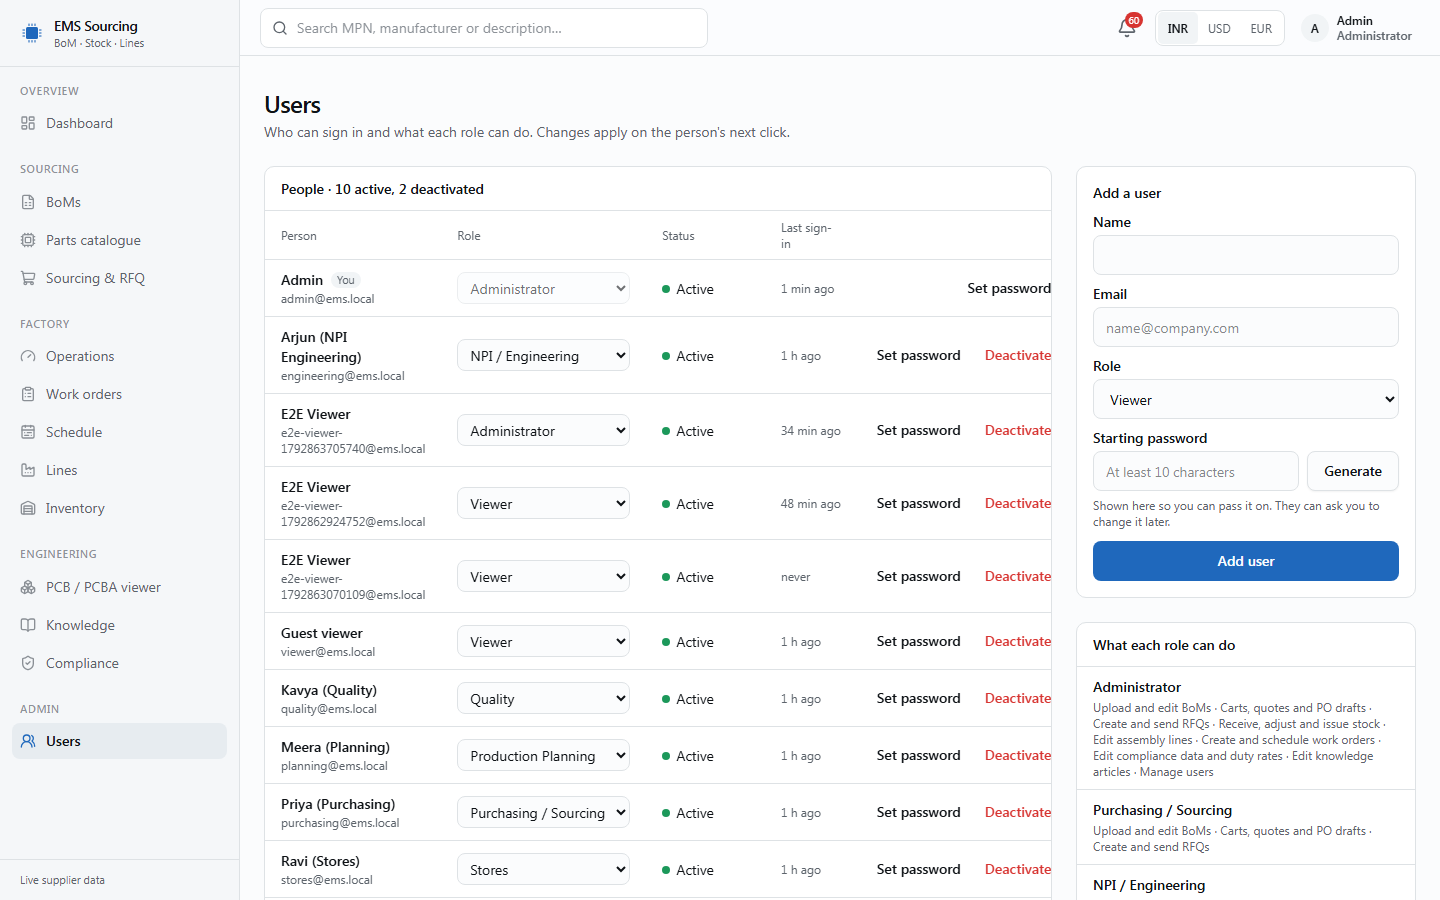 EMS Sourcing
BoM · Stock · Lines
OVERVIEW
Dashboard
SOURCING
BoMs
Parts catalogue
Sourcing & RFQ
FACTORY
Operations
Work orders
Schedule
Lines
Inventory
ENGINEERING
PCB / PCBA viewer
Knowledge
Compliance
ADMIN
Users
Live supplier data
Search MPN, manufacturer or description...
60
INR USD EUR
A
Admin
Administrator
Users
Who can sign in and what each role can do. Changes apply on the person's next click.
People · 10 active, 2 deactivated
Person Role Status Last sign-
in
Admin You
admin@ems.local
Administrator Active 1 min ago Set password
Arjun (NPI
Engineering)
engineering@ems.local
NPI / Engineering Active 1 h ago Set password Deactivate
E2E Viewer
e2e-viewer-
1792863705740@ems.local
Administrator Active 34 min ago Set password Deactivate
E2E Viewer
e2e-viewer-
1792862924752@ems.local
Viewer Active 48 min ago Set password Deactivate
E2E Viewer
e2e-viewer-
1792863070109@ems.local
Viewer Active never Set password Deactivate
Guest viewer
viewer@ems.local
Viewer Active 1 h ago Set password Deactivate
Kavya (Quality)
quality@ems.local
Quality Active 1 h ago Set password Deactivate
Meera (Planning)
planning@ems.local
Production Planning Active 1 h ago Set password Deactivate
Priya (Purchasing)
purchasing@ems.local
Purchasing / Sourcing Active 1 h ago Set password Deactivate
Ravi (Stores)
stores@ems.local
Stores Active 1 h ago Set password Deactivate
Add a user
Name
Email
name@company.com
Role
Viewer
Starting password
At least 10 characters
Generate
Shown here so you can pass it on. They can ask you to
change it later.
Add user
What each role can do
Administrator
Upload and edit BoMs · Carts, quotes and PO drafts ·
Create and send RFQs · Receive, adjust and issue stock ·
Edit assembly lines · Create and schedule work orders ·
Edit compliance data and duty rates · Edit knowledge
articles · Manage users
Purchasing / Sourcing
Upload and edit BoMs · Carts, quotes and PO drafts ·
Create and send RFQs
NPI / Engineering